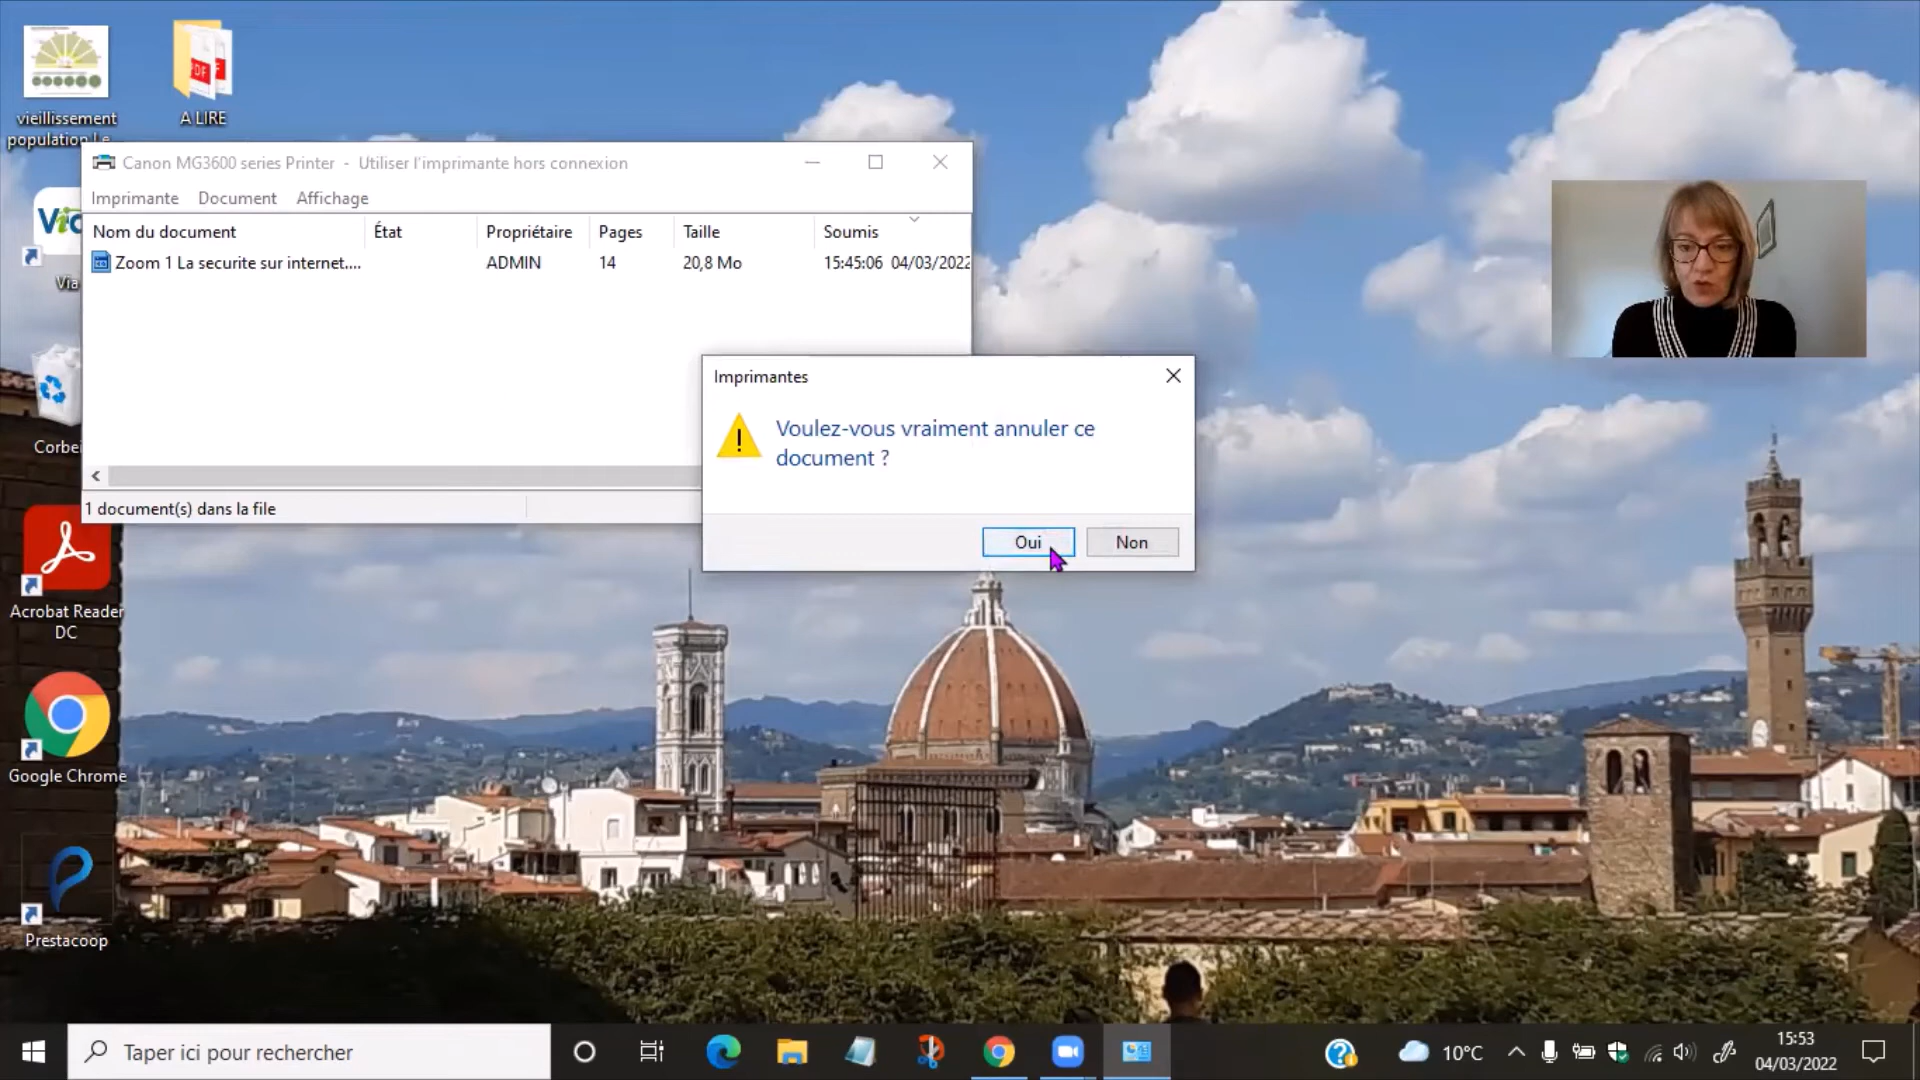 vieillissement
population Le...
A LIRE
Canon MG3600 series Printer - Utiliser l'imprimante hors connexion
Imprimante Document Affichage
Nom du document État Propriétaire Pages Taille Soumis
Zoom 1 La securite sur internet.... ADMIN 14 20,8 Mo 15:45:06 04/03/2022
1 document(s) dans la file
Imprimantes
Voulez-vous vraiment annuler ce
document ?
Oui Non
Via
Via
Corbei
Acrobat Reader
DC
Google Chrome
Prestacoop
Taper ici pour rechercher
10°C
15:53
04/03/2022